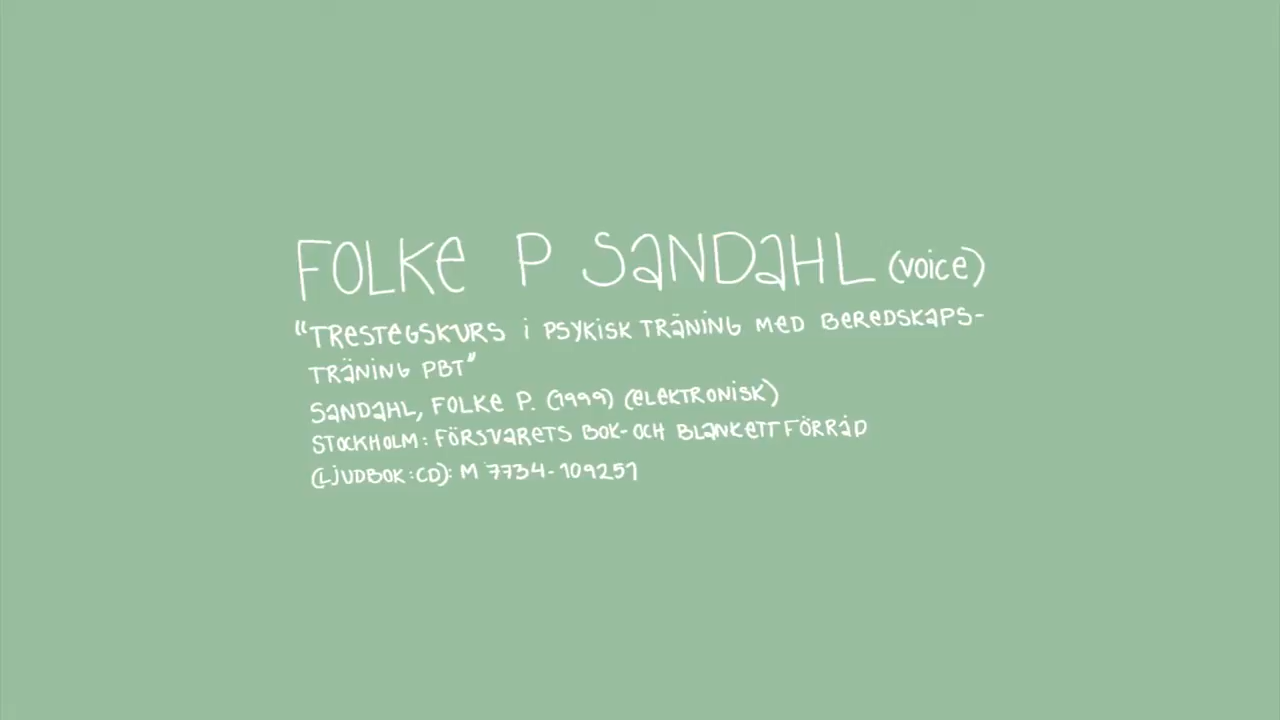 FOLKE P SANDAHL (voice)
"TRESTEGSKURS i PSYKISK TRÄNING MED BEREDSKAPS-
TRÄNING PBT"
SANDAHL, FOLKE P. (1999) (ELEKTRONISK)
STOCKHOLM: FÖRSVARETS BOK- OCH BLANKETTFÖRRÅD
(LJUDBOK:CD): M 7734-109251